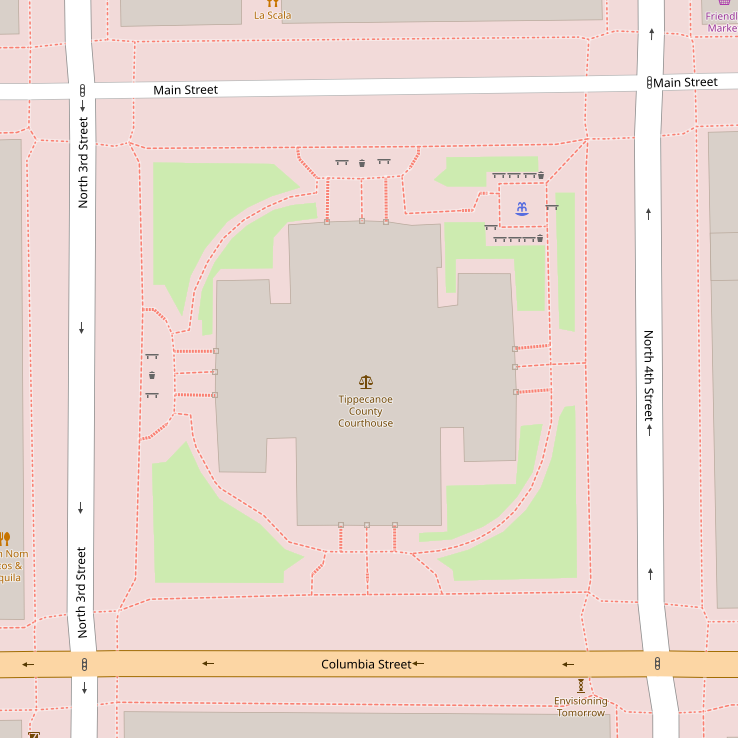 La Scala
Friendl
Marke
Main Street
Main Street
North 3rd Street
North 4th Street
Tippecanoe
County
Courthouse
Nom
os &
quila
North 3rd Street
Columbia Street
Envisioning
Tomorrow